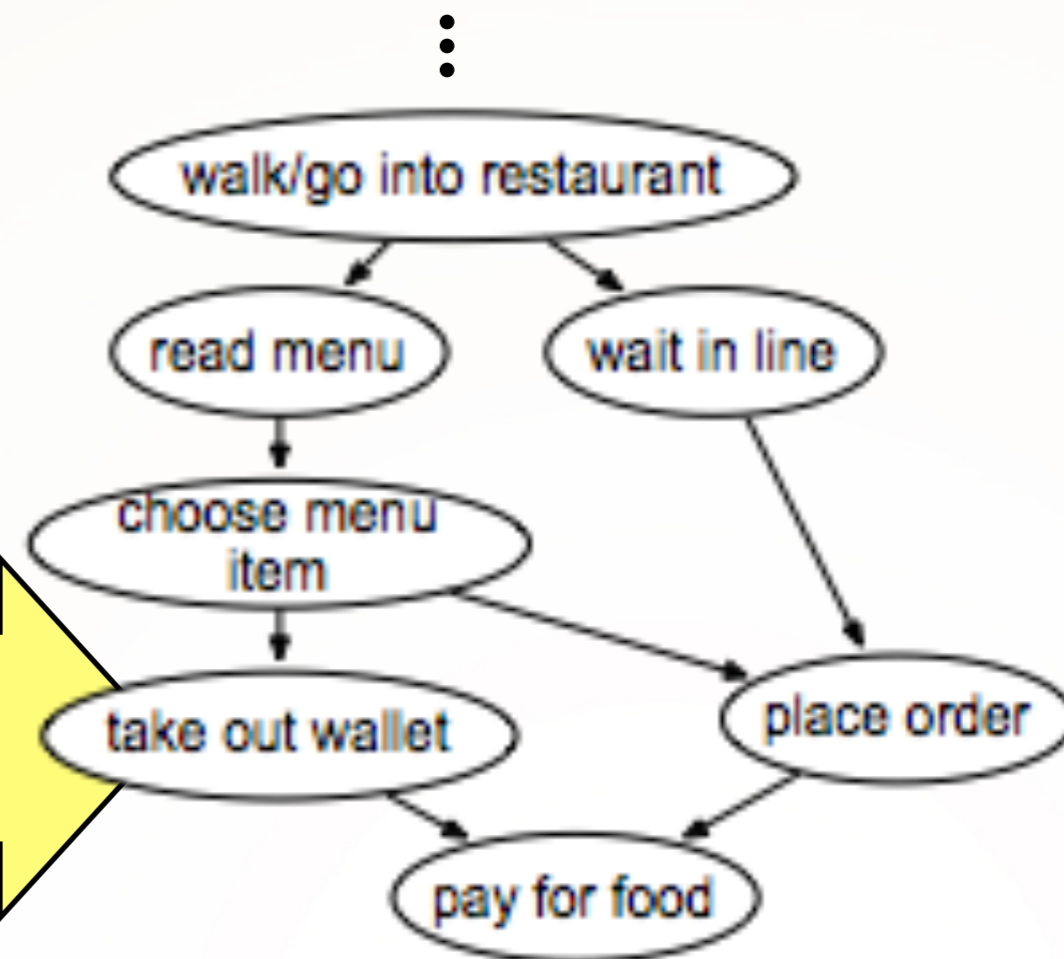 walk/go into restaurant
read menu
wait in line
choose menu
item
take out wallet
place order
pay for food